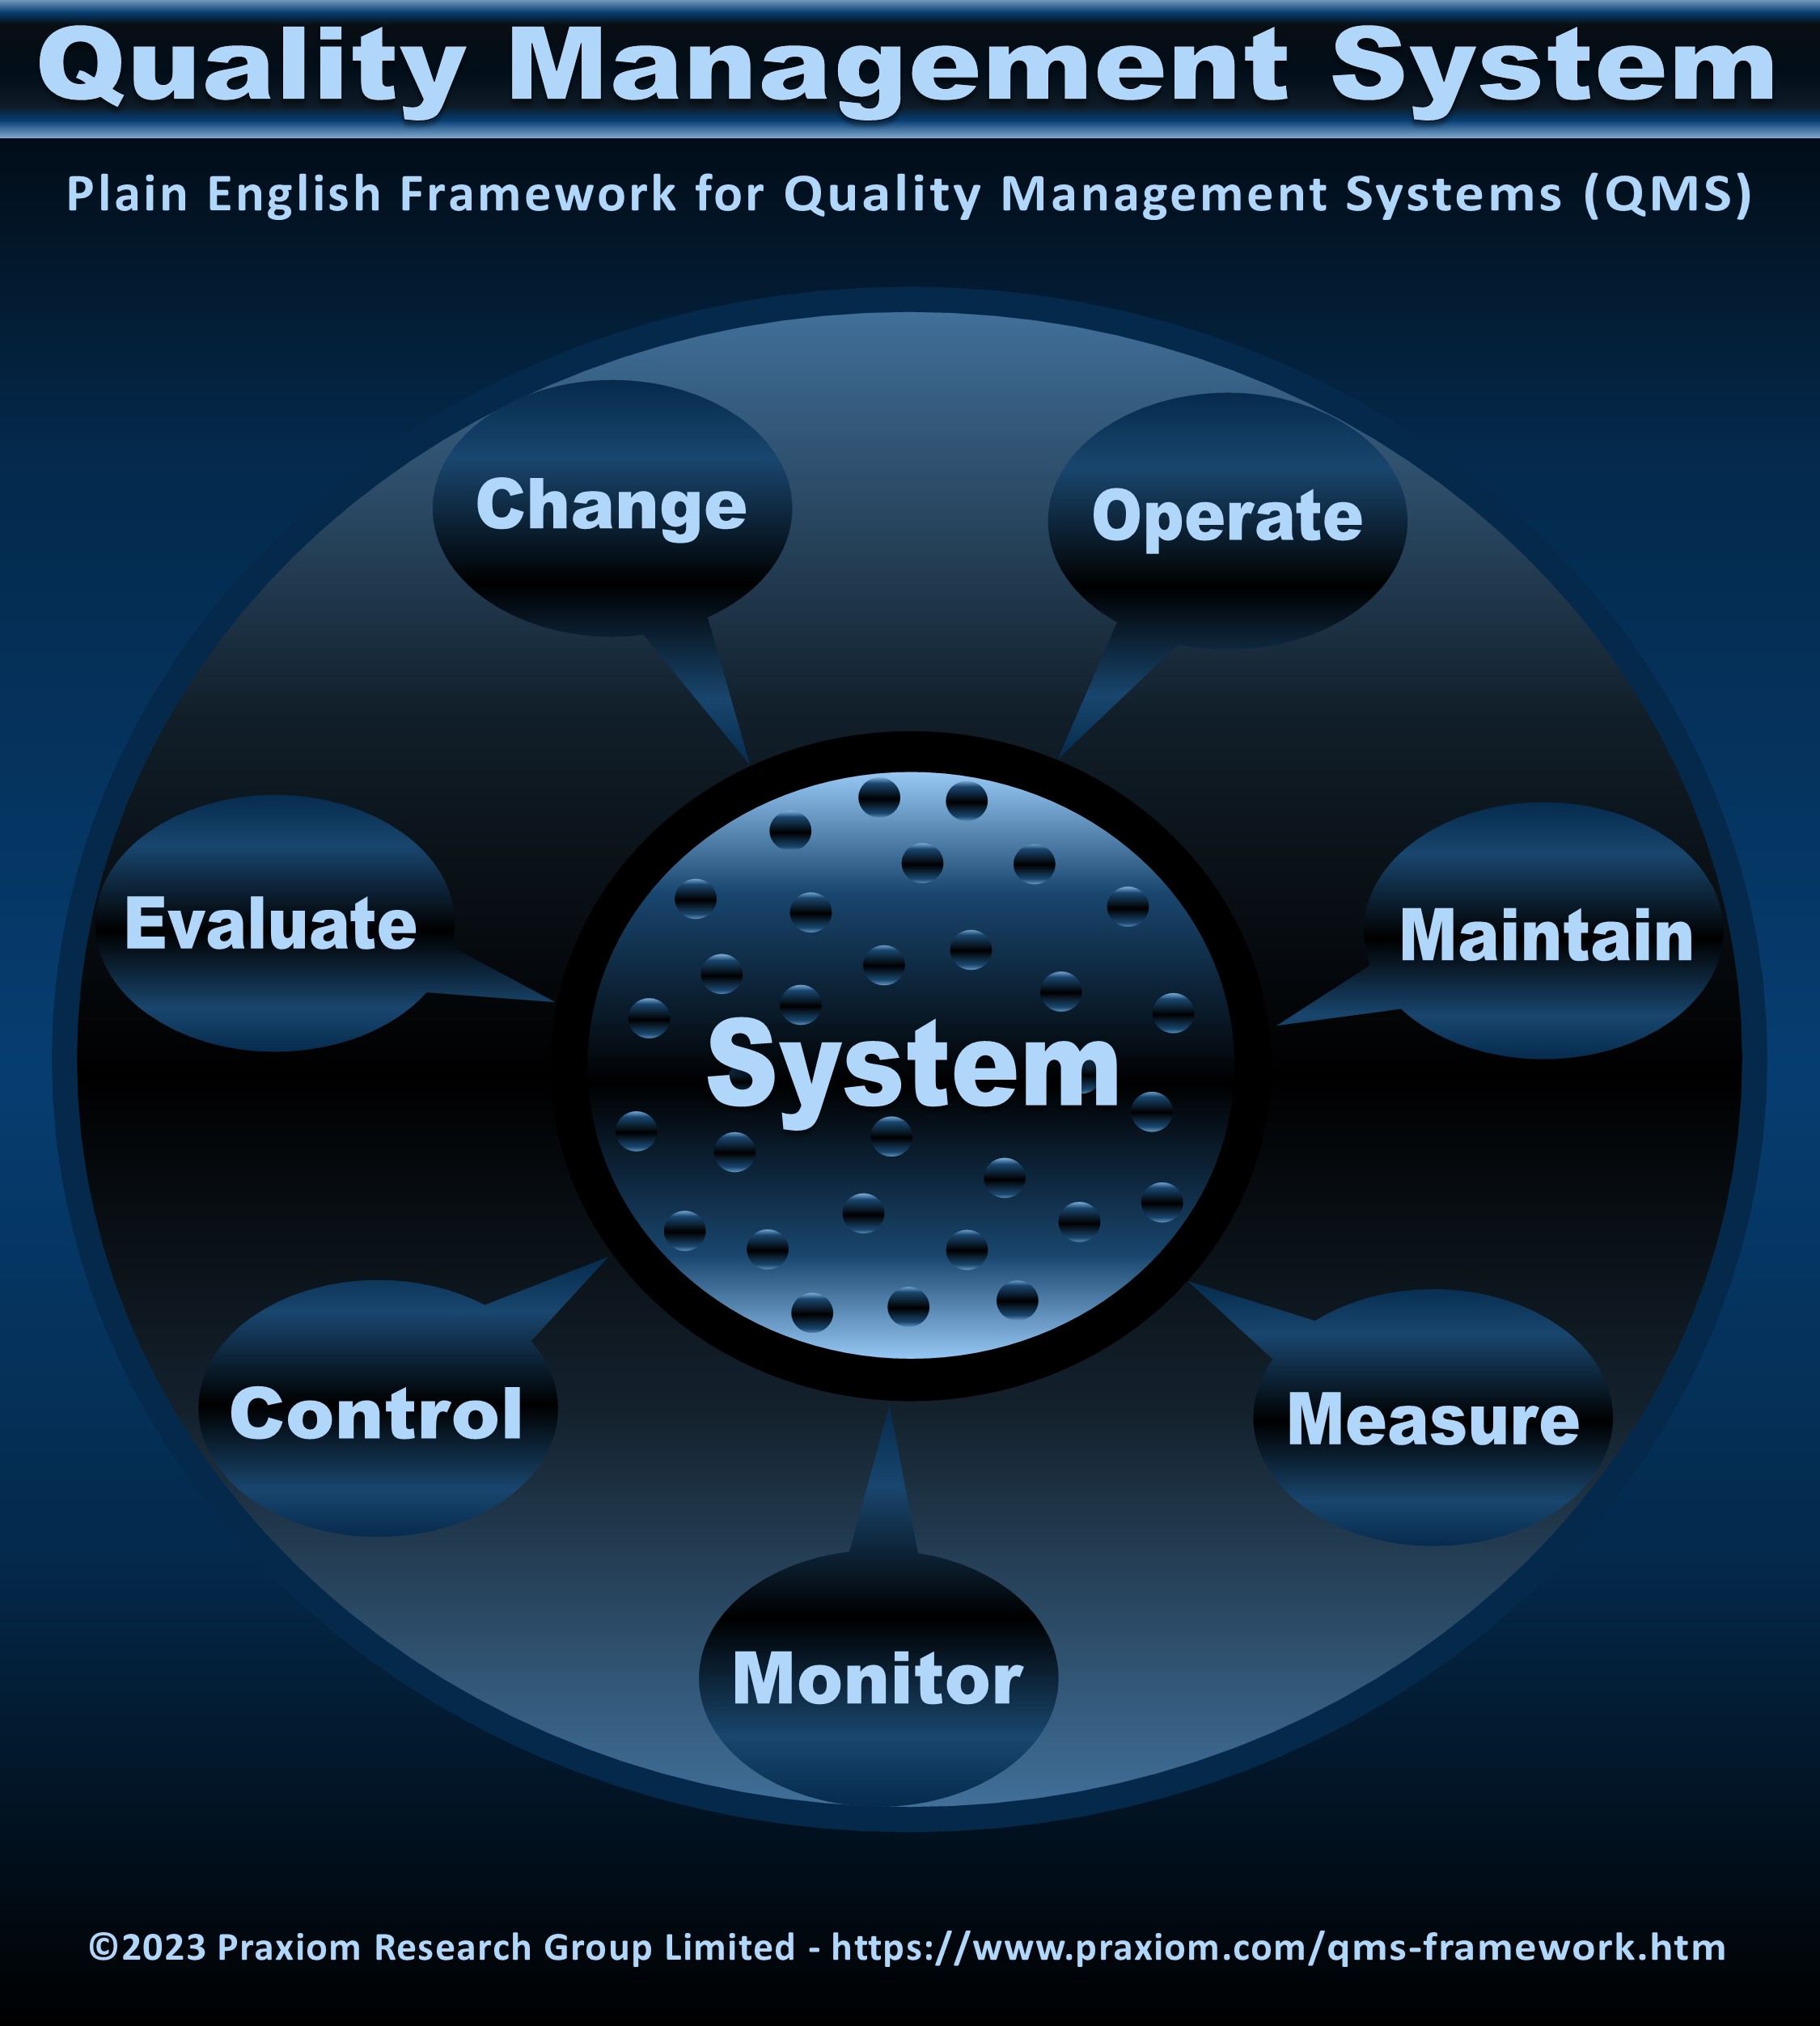 Quality Management System
Plain English Framework for Quality Management Systems (QMS)
Change
Operate
Evaluate
Maintain
System
Control
Measure
Monitor
©2023 Praxiom Research Group Limited - https://www.praxiom.com/qms-framework.htm